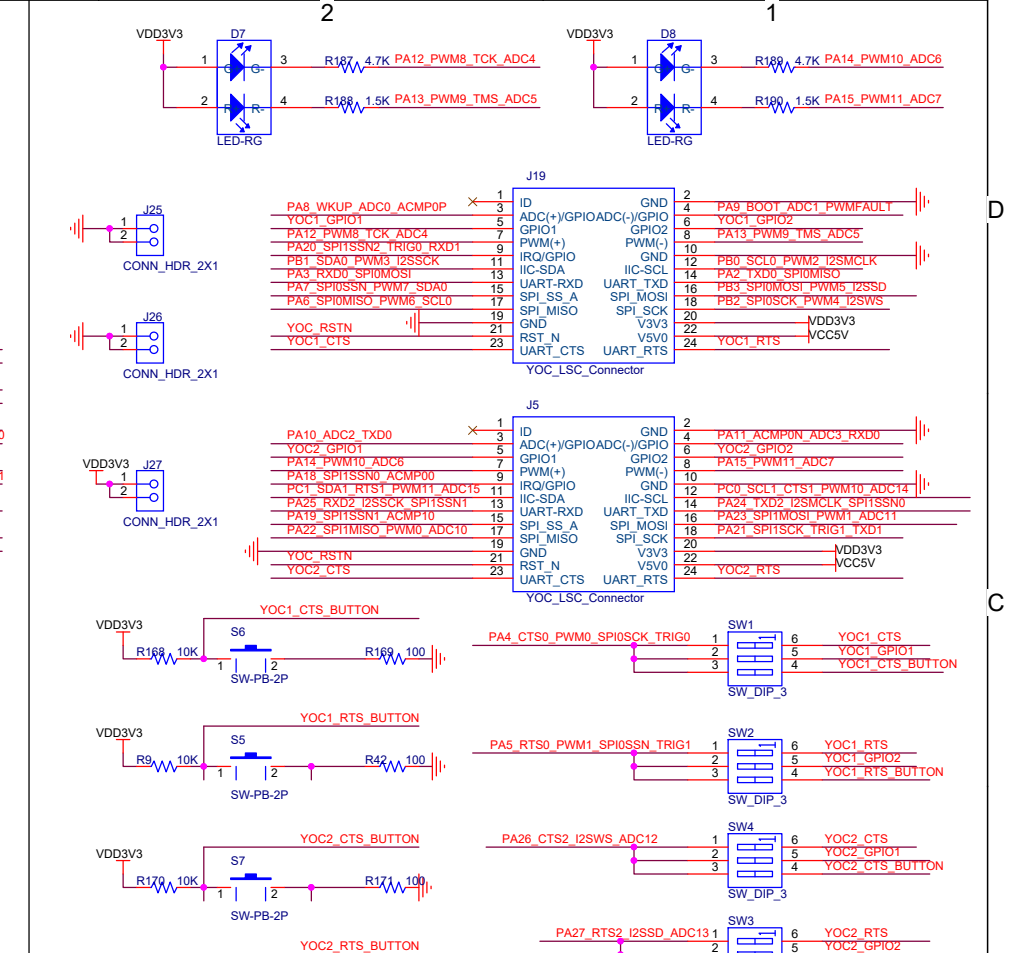 2 1
VDD3V3 D7 VDD3V3 D8
1 G- 3 R187 4.7K PA12_PWM8_TCK_ADC4 1 G- 3 R189 4.7K PA14_PWM10_ADC6
2 R- 4 R188 1.5K PA13_PWM9_TMS_ADC5 2 R- 4 R190 1.5K PA15_PWM11_ADC7
LED-RG LED-RG
D
C
J25
1
2
CONN_HDR_2X1
J26
1
2
CONN_HDR_2X1
VDD3V3 J27
1
2
CONN_HDR_2X1
J19
1 ID GND 2
PA8_WKUP_ADC0_ACMP0P 3 ADC(+)/GPIO ADC(-)/GPIO 4 PA9_BOOT_ADC1_PWMFAULT
YOC1_GPIO1 5 GPIO1 GPIO2 6 YOC1_GPIO2
PA12_PWM8_TCK_ADC4 7 PWM(+) PWM(-) 8 PA13_PWM9_TMS_ADC5
PA20_SPI1SSN2_TRIG0_RXD1 9 IRQ/GPIO GND 10
PB1_SDA0_PWM3_I2SSCK 11 IIC-SDA IIC-SCL 12 PB0_SCL0_PWM2_I2SMCLK
PA3_RXD0_SPI0MOSI 13 UART-RXD UART_TXD 14 PA2_TXD0_SPI0MISO
PA7_SPI0SSN_PWM7_SDA0 15 SPI_SS_A SPI_MOSI 16 PB3_SPI0MOSI_PWM5_I2SSD
PA6_SPI0MISO_PWM6_SCL0 17 SPI_MISO SPI_SCK 18 PB2_SPI0SCK_PWM4_I2SWS
19 GND V3V3 20 VDD3V3
YOC_RSTN 21 RST_N V5V0 22 VCC5V
YOC1_CTS 23 UART_CTS UART_RTS 24 YOC1_RTS
YOC_LSC_Connector
J5
1 ID GND 2
PA10_ADC2_TXD0 3 ADC(+)/GPIO ADC(-)/GPIO 4 PA11_ACMP0N_ADC3_RXD0
YOC2_GPIO1 5 GPIO1 GPIO2 6 YOC2_GPIO2
PA14_PWM10_ADC6 7 PWM(+) PWM(-) 8 PA15_PWM11_ADC7
PA18_SPI1SSN0_ACMP00 9 IRQ/GPIO GND 10
PC1_SDA1_RTS1_PWM11_ADC15 11 IIC-SDA IIC-SCL 12 PC0_SCL1_CTS1_PWM10_ADC14
PA25_RXD2_I2SSCK_SPI1SSN1 13 UART-RXD UART_TXD 14 PA24_TXD2_I2SMCLK_SPI1SSN0
PA19_SPI1SSN1_ACMP10 15 SPI_SS_A SPI_MOSI 16 PA23_SPI1MOSI_PWM1_ADC11
PA22_SPI1MISO_PWM0_ADC10 17 SPI_MISO SPI_SCK 18 PA21_SPI1SCK_TRIG1_TXD1
19 GND V3V3 20 VDD3V3
YOC_RSTN 21 RST_N V5V0 22 VCC5V
YOC2_CTS 23 UART_CTS UART_RTS 24 YOC2_RTS
YOC_LSC_Connector
YOC1_CTS_BUTTON
VDD3V3 S6
R168 10K 1 2 R169 100
SW-PB-2P
YOC1_RTS_BUTTON
VDD3V3 S5
R9 10K 1 2 R42 100
SW-PB-2P
YOC2_CTS_BUTTON
VDD3V3 S7
R170 10K 1 2 R171 100
SW-PB-2P
YOC2_RTS_BUTTON
SW1
PA4_CTS0_PWM0_SPI0SCK_TRIG0 1 6 YOC1_CTS
2 5 YOC1_GPIO1
3 4 YOC1_CTS_BUTTON
SW_DIP_3
SW2
PA5_RTS0_PWM1_SPI0SSN_TRIG1 1 6 YOC1_RTS
2 5 YOC1_GPIO2
3 4 YOC1_RTS_BUTTON
SW_DIP_3
SW4
PA26_CTS2_I2SWS_ADC12 1 6 YOC2_CTS
2 5 YOC2_GPIO1
3 4 YOC2_CTS_BUTTON
SW_DIP_3
SW3
PA27_RTS2_I2SSD_ADC13 1 6 YOC2_RTS
2 5 YOC2_GPIO2